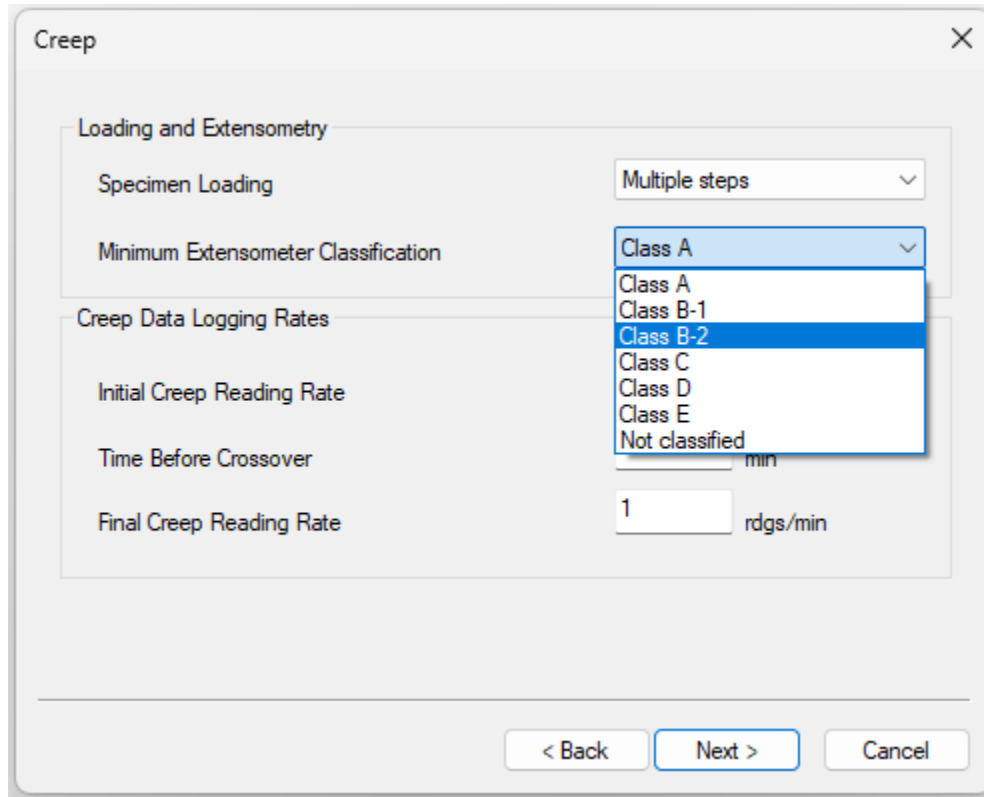 Creep
Loading and Extensometry
Specimen Loading
Multiple steps
Minimum Extensometer Classification
Class A
Class A
Class B-1
Class B-2
Class C
Class D
Class E
Not classified
Creep Data Logging Rates
Initial Creep Reading Rate
Time Before Crossover
min
Final Creep Reading Rate
1
rdgs/min
< Back
Next >
Cancel